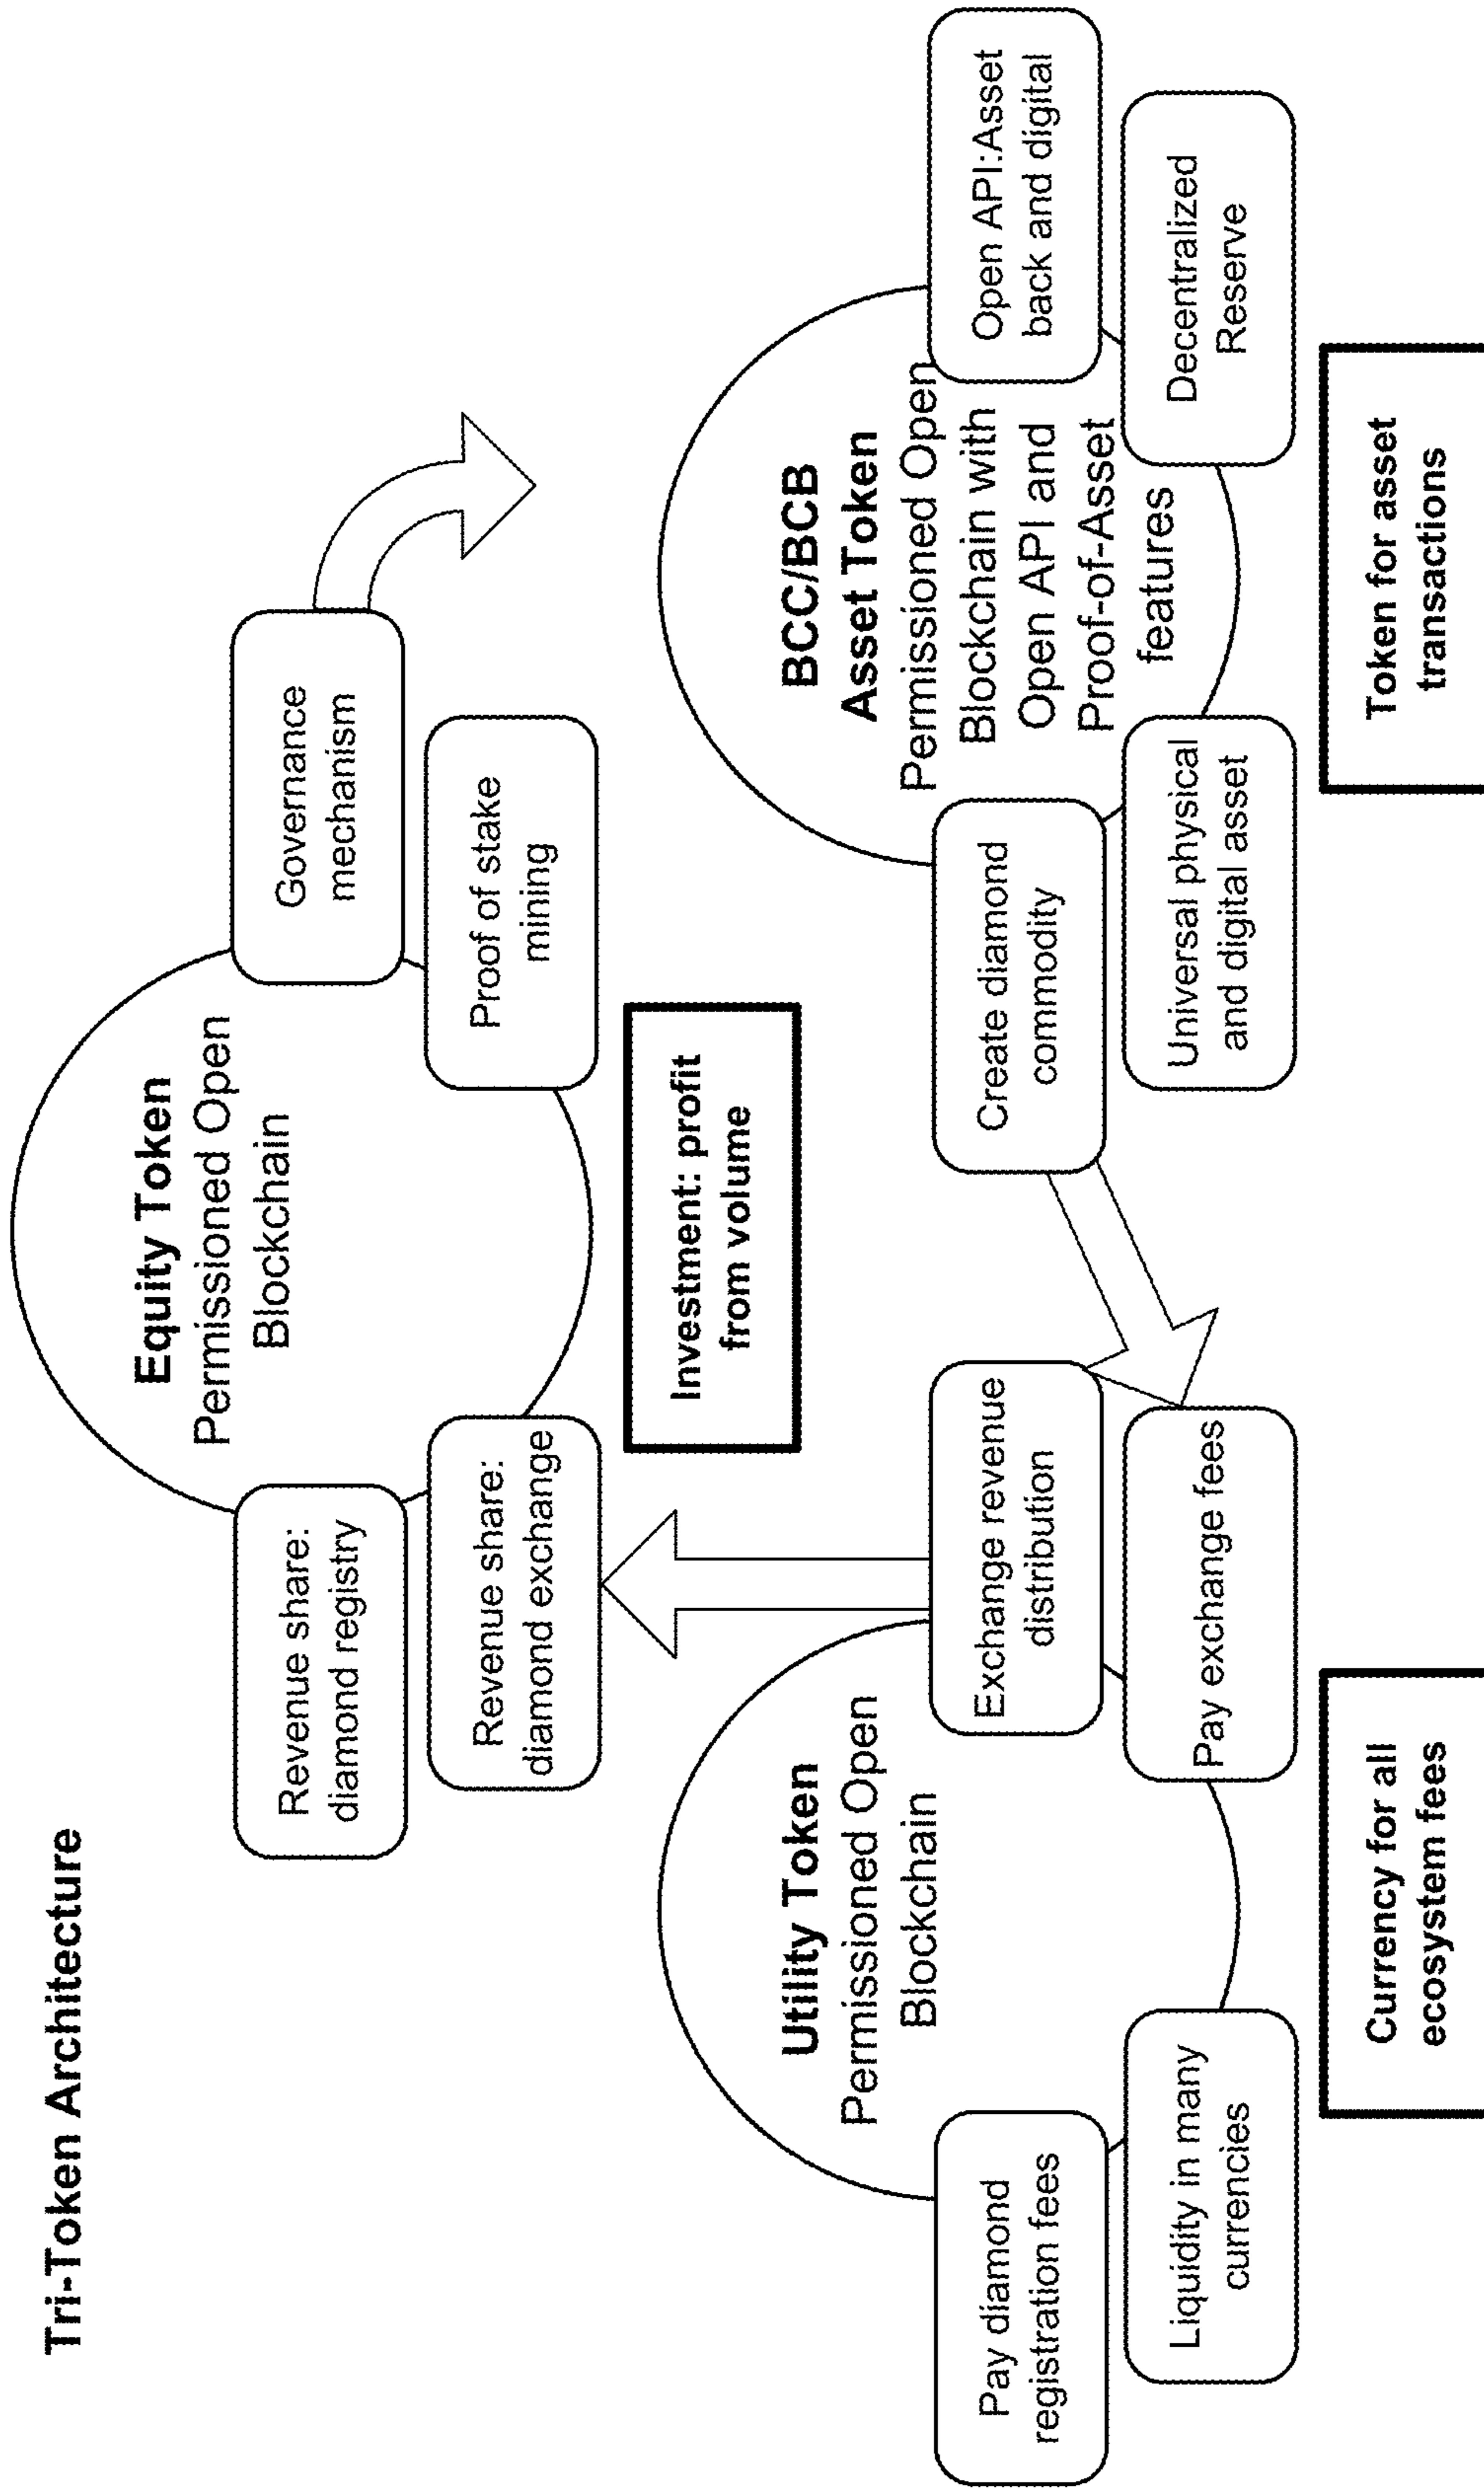 Tri-Token Architecture
Equity Token
Permissioned Open
Blockchain
Revenue share:
diamond registry
Revenue share:
diamond exchange
Governance
mechanism
Proof of stake
mining
Investment: profit
from volume
Utility Token
Permissioned Open
Blockchain
Pay diamond
registration fees
Liquidity in many
currencies
Exchange revenue
distribution
Pay exchange fees
Currency for all
ecosystem fees
BCC/BCB
Asset Token
Permissioned Open
Blockchain with
Open API and
Proof-of-Asset
features
Create diamond
commodity
Universal physical
and digital asset
Open API:Asset
back and digital
Decentralized
Reserve
Token for asset
transactions